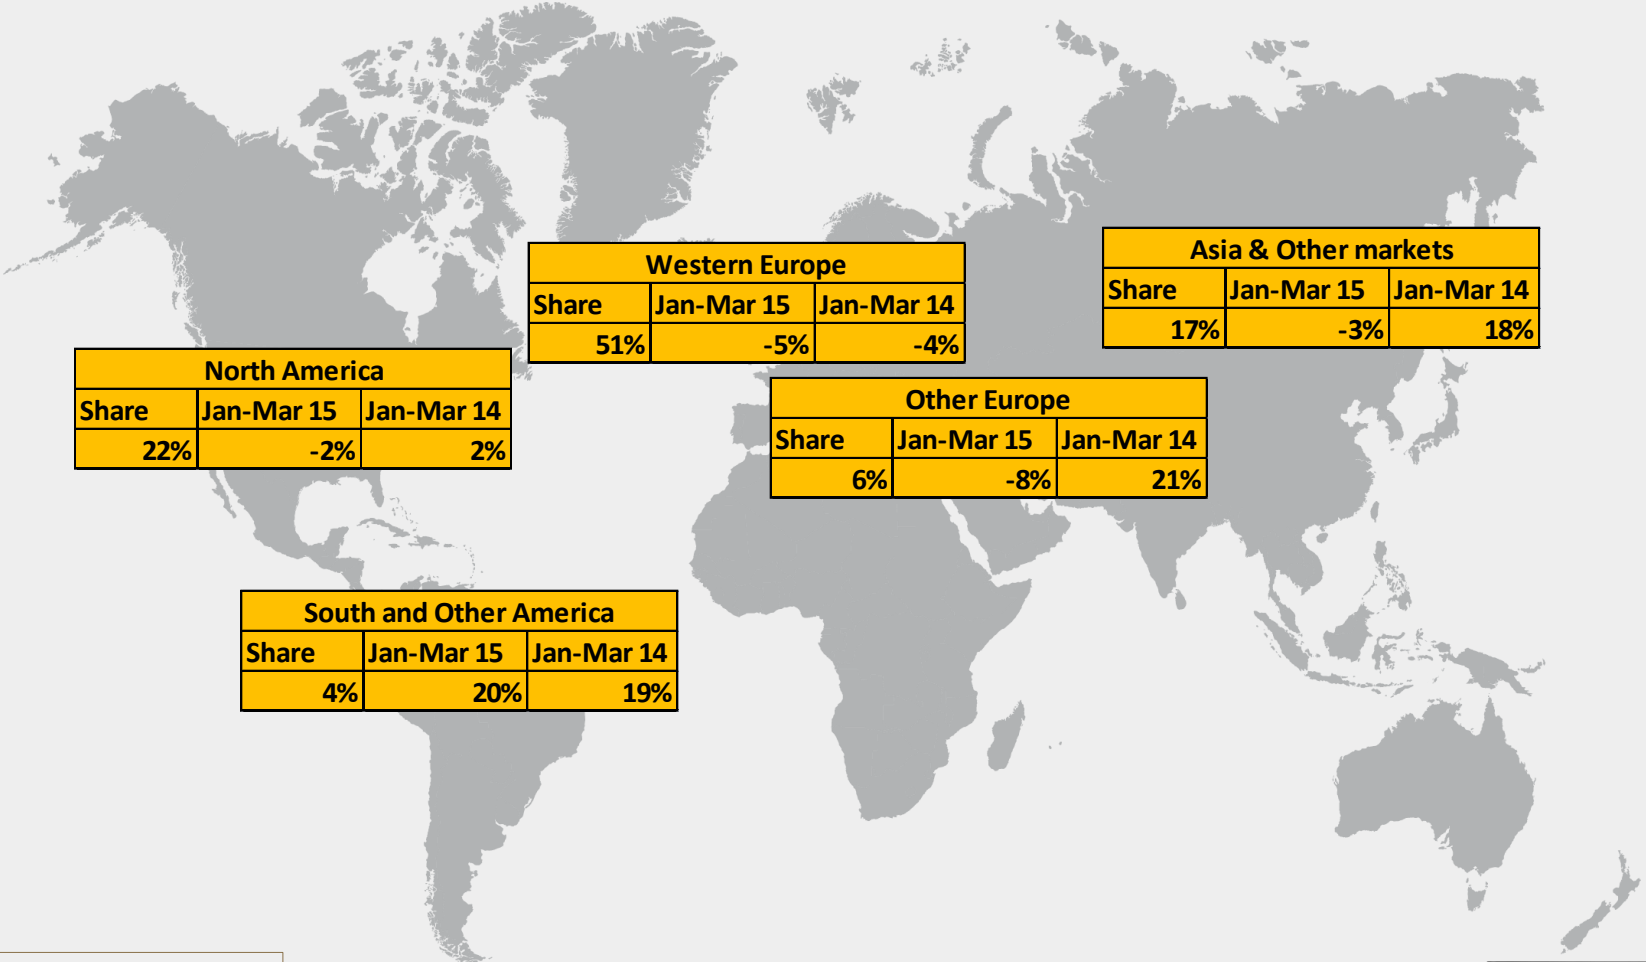 Western Europe
Share Jan-Mar 15 Jan-Mar 14
51% -5% -4%
Asia & Other markets
Share Jan-Mar 15 Jan-Mar 14
17% -3% 18%
North America
Share Jan-Mar 15 Jan-Mar 14
22% -2% 2%
Other Europe
Share Jan-Mar 15 Jan-Mar 14
6% -8% 21%
South and Other America
Share Jan-Mar 15 Jan-Mar 14
4% 20% 19%